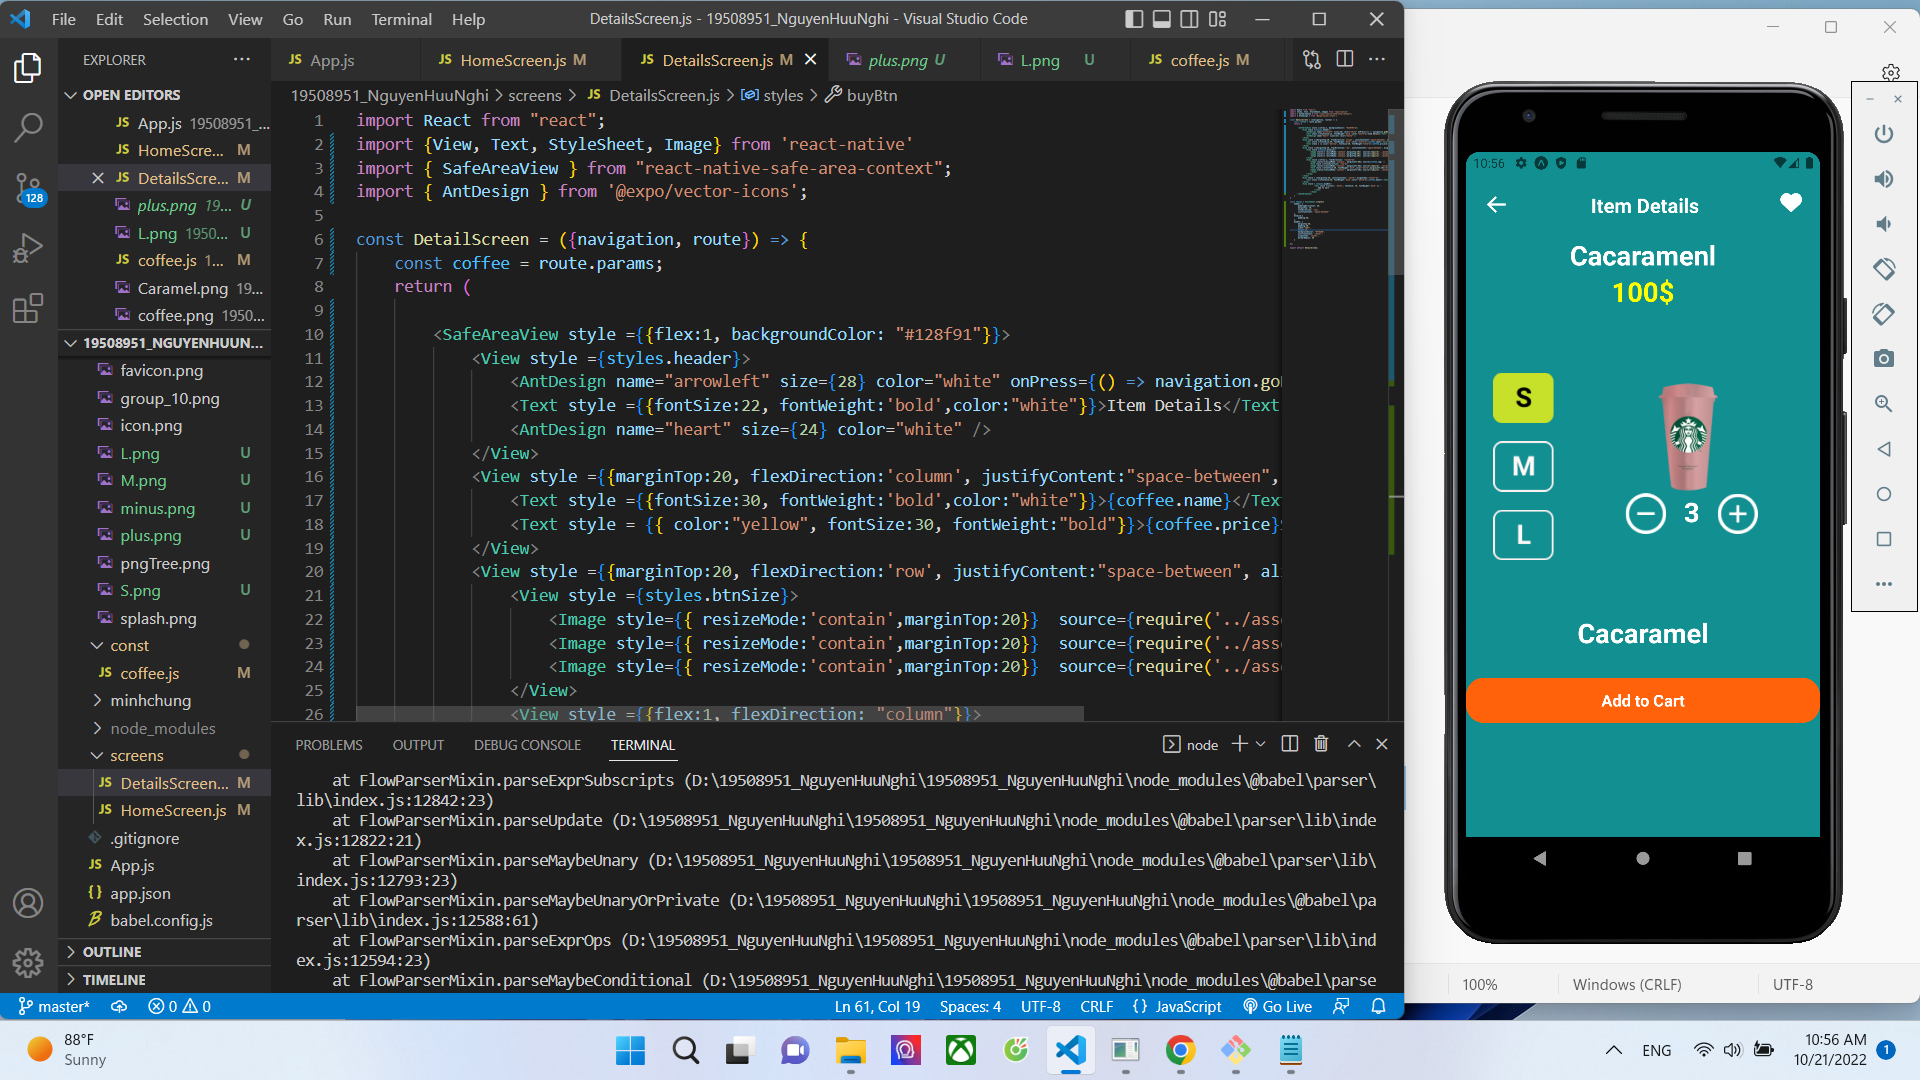 File Edit Selection View Go Run Terminal Help
DetailsScreen.js - 19508951_NguyenHuuNghi - Visual Studio Code
EXPLORER
JS App.js
JS HomeScreen.js M
JS DetailsScreen.js M
plus.png U
L.png U
JS coffee.js M
OPEN EDITORS
JS App.js 19508951_...
JS HomeScre... M
JS DetailsScre... M
plus.png 19... U
L.png 1950... U
JS coffee.js 1... M
Caramel.png 19...
coffee.png 1950...
19508951_NGUYENHUUN...
favicon.png
group_10.png
icon.png
L.png U
M.png U
minus.png U
plus.png U
pngTree.png
S.png U
splash.png
const
JS coffee.js M
minhchung
node_modules
screens
JS DetailsScreen... M
JS HomeScreen.js M
.gitignore
JS App.js
{} app.json
babel.config.js
OUTLINE
TIMELINE
128
19508951_NguyenHuuNghi > screens > JS DetailsScreen.js > styles > buyBtn
1 import React from "react";
2 import {View, Text, StyleSheet, Image} from 'react-native'
3 import { SafeAreaView } from "react-native-safe-area-context";
4 import { AntDesign } from '@expo/vector-icons';
5
6 const DetailScreen = ({navigation, route}) => {
7 const coffee = route.params;
8 return (
9
10 <SafeAreaView style ={{flex:1, backgroundColor: "#128f91"}}>
11 <View style ={styles.header}>
12 <AntDesign name="arrowleft" size={28} color="white" onPress={() => navigation.go
13 <Text style ={{fontSize:22, fontWeight:'bold',color:"white"}}>Item Details</Text
14 <AntDesign name="heart" size={24} color="white" />
15 </View>
16 <View style ={{marginTop:20, flexDirection:'column', justifyContent:"space-between",
17 <Text style ={{fontSize:30, fontWeight:'bold',color:"white"}}>{coffee.name}</Tex
18 <Text style = {{ color:"yellow", fontSize:30, fontWeight:"bold"}}>{coffee.price}$
19 </View>
20 <View style ={{marginTop:20, flexDirection:'row', justifyContent:"space-between", al
21 <View style ={styles.btnSize}>
22 <Image style={{ resizeMode:'contain',marginTop:20}} source={require('../ass
23 <Image style={{ resizeMode:'contain',marginTop:20}} source={require('../ass
24 <Image style={{ resizeMode:'contain',marginTop:20}} source={require('../ass
25 </View>
26 <View style ={{flex:1, flexDirection: "column"}}>
PROBLEMS OUTPUT DEBUG CONSOLE TERMINAL
node
at FlowParserMixin.parseExprSubscripts (D:\19508951_NguyenHuuNghi\19508951_NguyenHuuNghi\node_modules\@babel\parser\
lib\index.js:12842:23)
at FlowParserMixin.parseUpdate (D:\19508951_NguyenHuuNghi\19508951_NguyenHuuNghi\node_modules\@babel\parser\lib\inde
x.js:12822:21)
at FlowParserMixin.parseMaybeUnary (D:\19508951_NguyenHuuNghi\19508951_NguyenHuuNghi\node_modules\@babel\parser\lib\
index.js:12793:23)
at FlowParserMixin.parseMaybeUnaryOrPrivate (D:\19508951_NguyenHuuNghi\19508951_NguyenHuuNghi\node_modules\@babel\pa
rser\lib\index.js:12588:61)
at FlowParserMixin.parseExprOps (D:\19508951_NguyenHuuNghi\19508951_NguyenHuuNghi\node_modules\@babel\parser\lib\ind
ex.js:12594:23)
at FlowParserMixin.parseMaybeConditional (D:\19508951_NguyenHuuNghi\19508951_NguyenHuuNghi\node_modules\@babel\parse
master* 0 0
Ln 61, Col 19 Spaces: 4 UTF-8 CRLF {} JavaScript Go Live
10:56
Item Details
Cacaramenl
100$
S
M
L
3
Cacaramel
Add to Cart
100% Windows (CRLF) UTF-8
88°F
Sunny
ENG
10:56 AM
10/21/2022
1